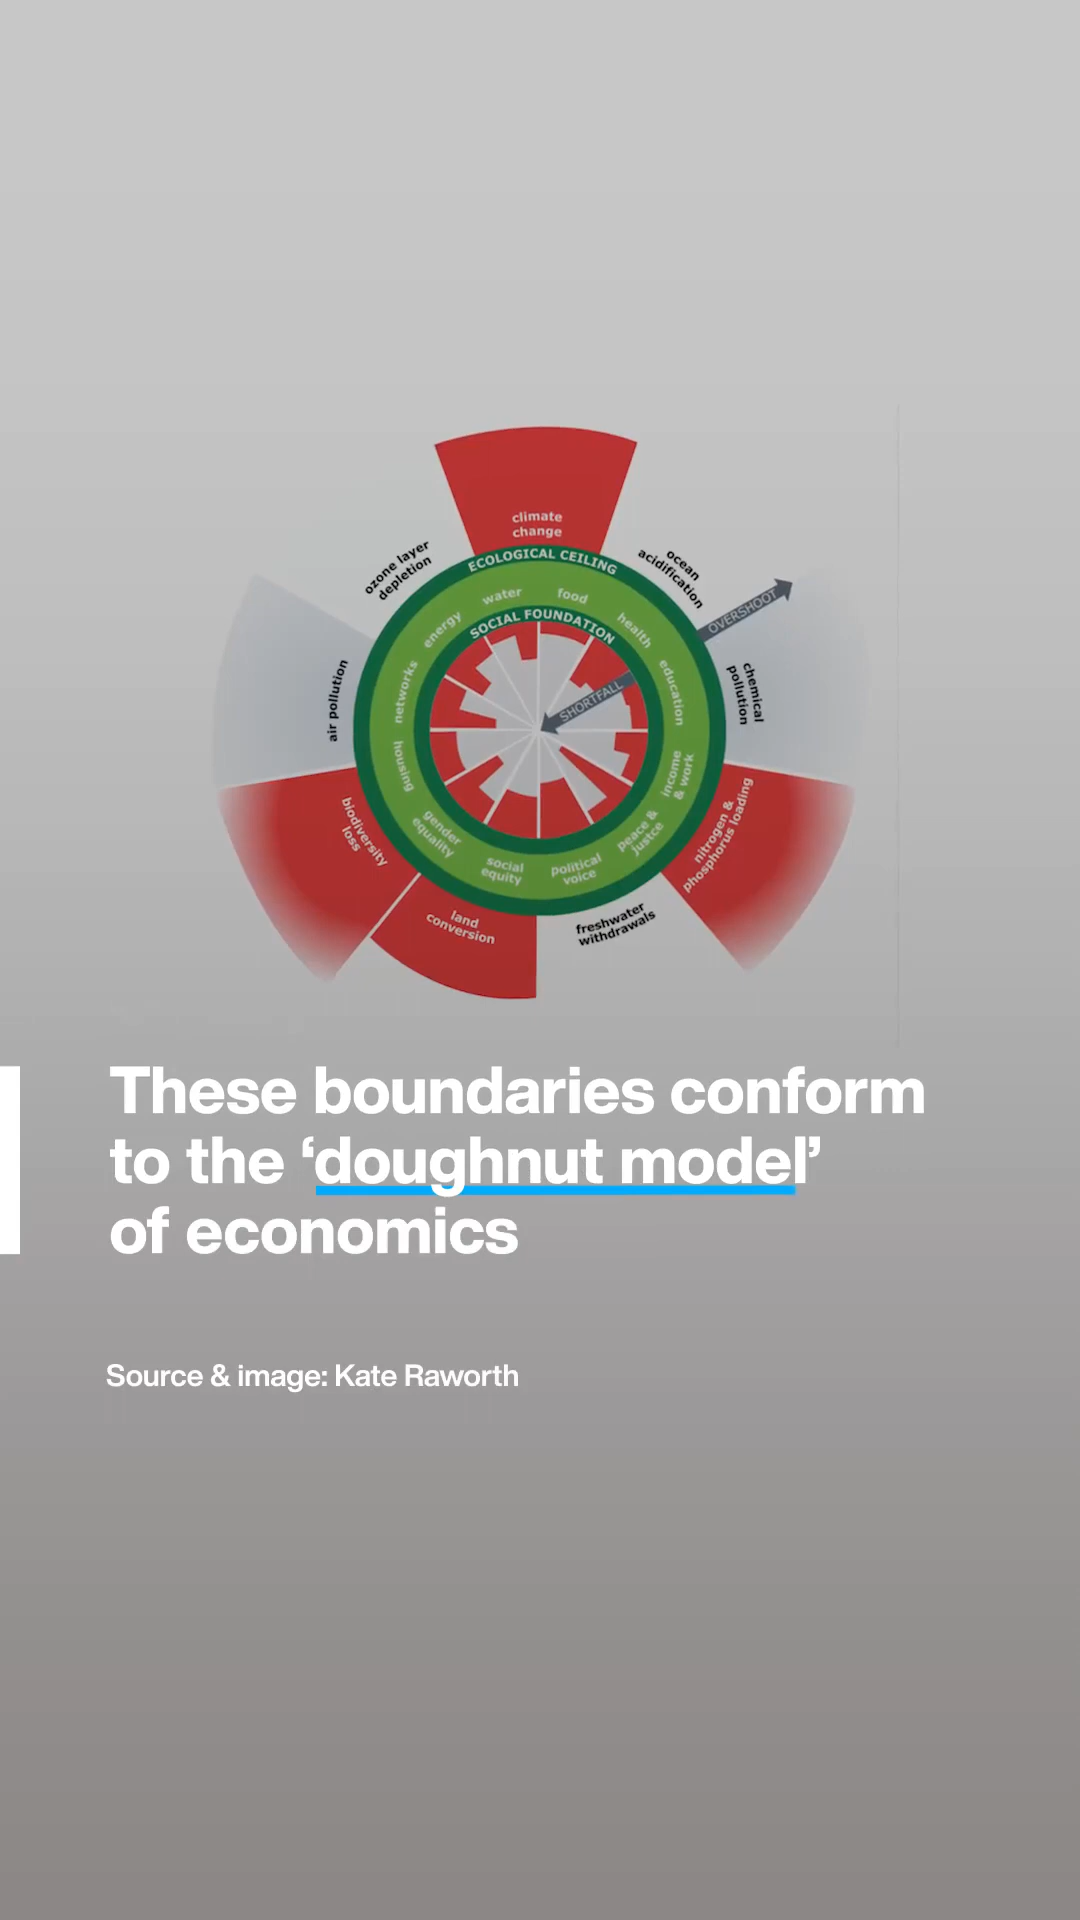 climate
change
ozone layer
depletion
ECOLOGICAL CEILING
ocean
acidification
OVERSHOOT
water
food
energy
health
SOCIAL FOUNDATION
SHORTFALL
air pollution
networks
education
chemical
pollution
housing
income
& work
biodiversity
loss
gender
equality
social
equity
political
voice
peace &
justce
nitrogen &
phosphorus loading
land
conversion
freshwater
withdrawals
These boundaries conform
to the ‘doughnut model’
of economics
Source & image: Kate Raworth